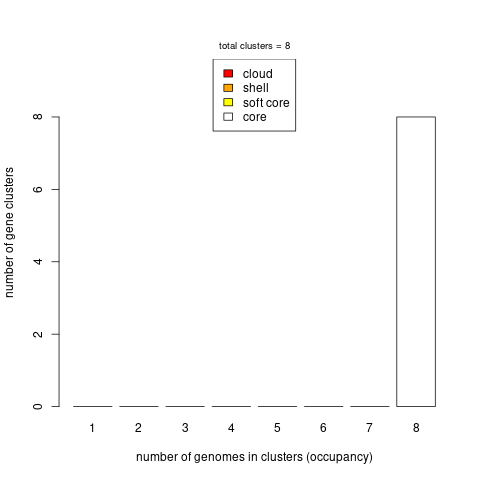 total clusters = 8
cloud
shell
soft core
core
number of gene clusters
8
6
4
2
0
1 2 3 4 5 6 7 8
number of genomes in clusters (occupancy)